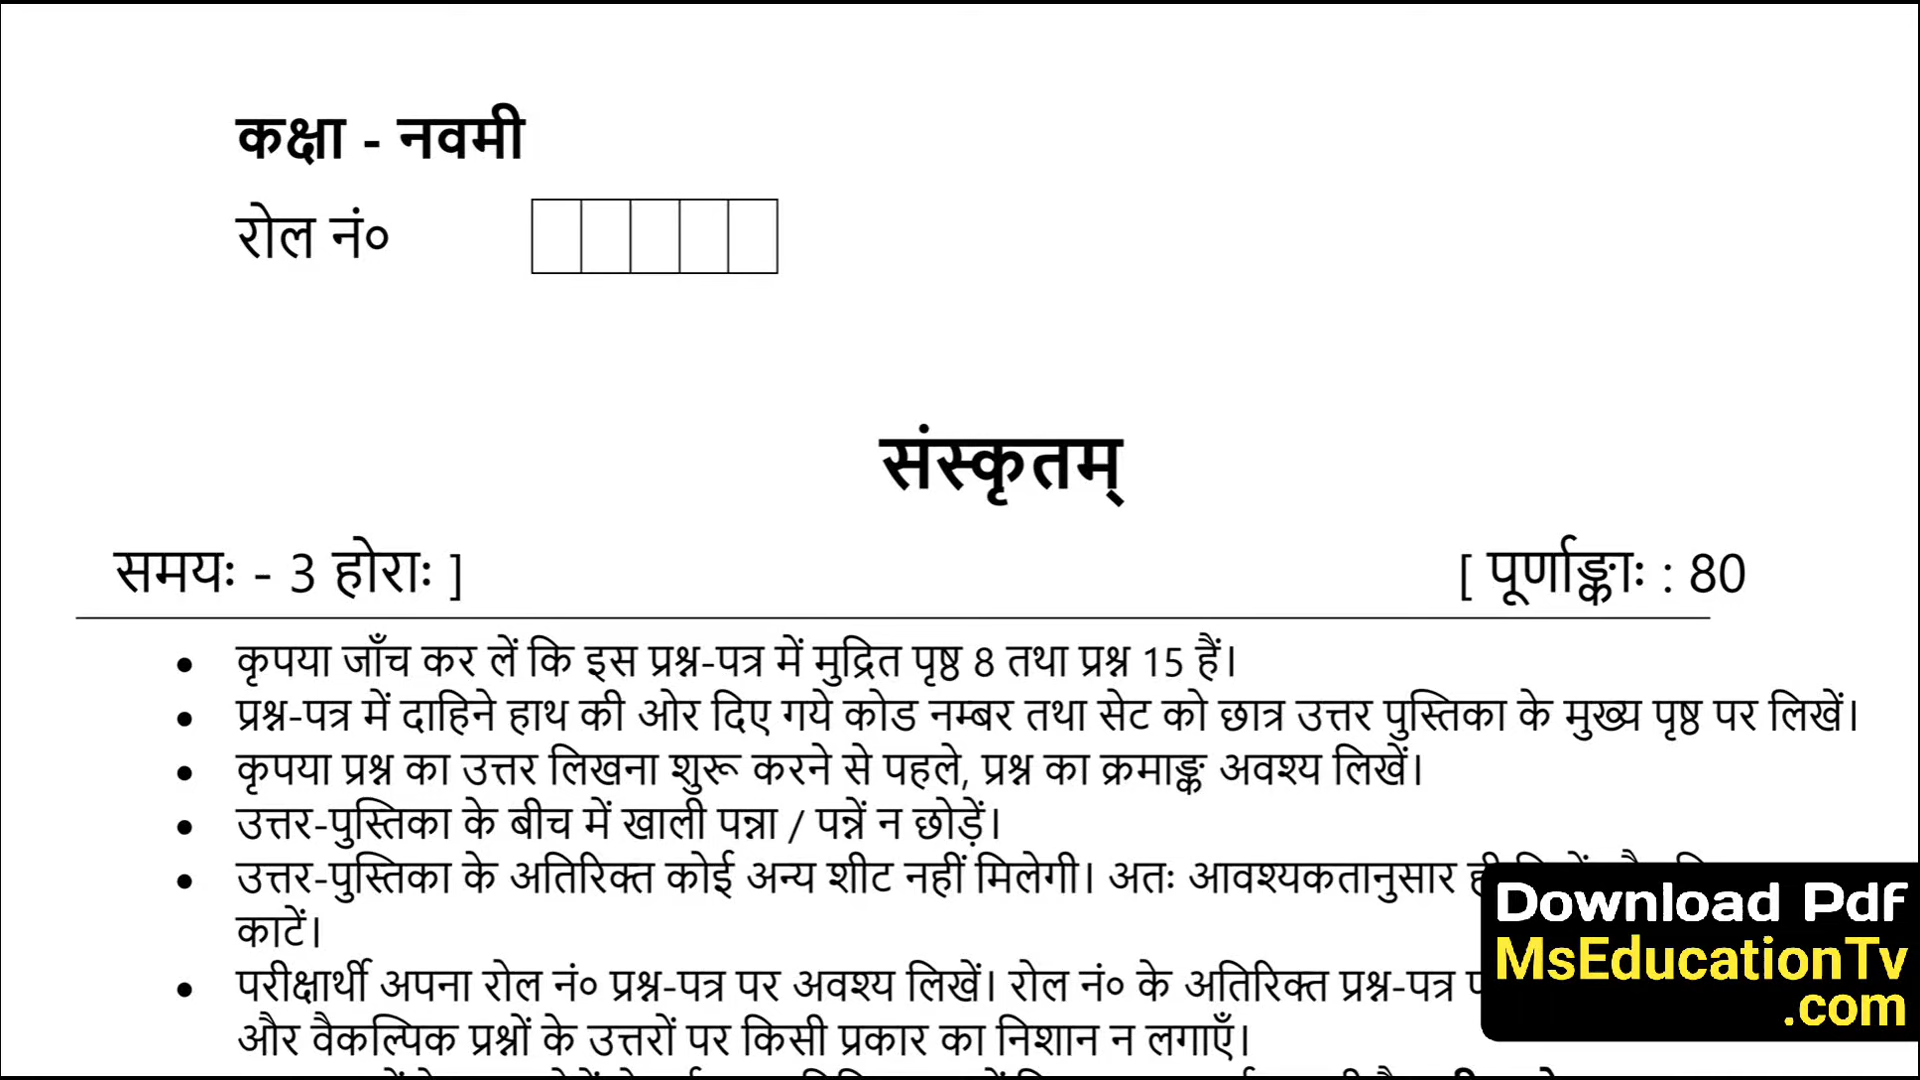 कक्षा - नवमी
रोल नं०
संस्कृतम्
समयः - 3 होराः ]
[ पूर्णाङ्काः : 80
• कृपया जाँच कर लें कि इस प्रश्न-पत्र में मुद्रित पृष्ठ 8 तथा प्रश्न 15 हैं।
• प्रश्न-पत्र में दाहिने हाथ की ओर दिए गये कोड नम्बर तथा सेट को छात्र उत्तर पुस्तिका के मुख्य पृष्ठ पर लिखें।
• कृपया प्रश्न का उत्तर लिखना शुरू करने से पहले, प्रश्न का क्रमाङ्क अवश्य लिखें।
• उत्तर-पुस्तिका के बीच में खाली पन्ना / पन्नें न छोड़ें।
• उत्तर-पुस्तिका के अतिरिक्त कोई अन्य शीट नहीं मिलेगी। अतः आवश्यकतानुसार
काटें।
• परीक्षार्थी अपना रोल नं० प्रश्न-पत्र पर अवश्य लिखें। रोल नं० के अतिरिक्त प्रश्न-पत्र
और वैकल्पिक प्रश्नों के उत्तरों पर किसी प्रकार का निशान न लगाएँ।
Download Pdf
MsEducationTv
.com